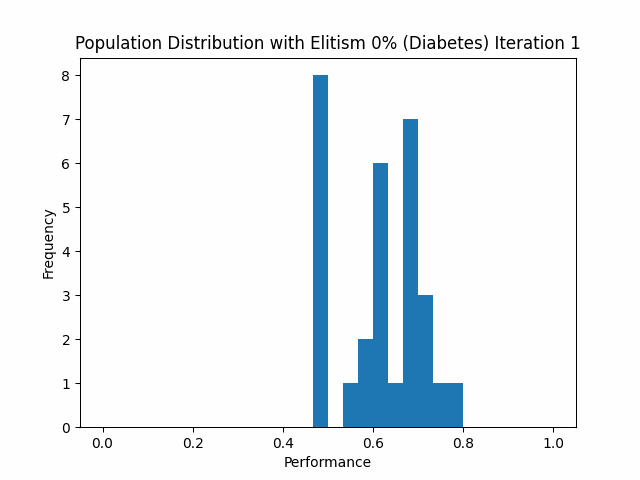 Population Distribution with Elitism 0% (Diabetes) Iteration 1
8
7
6
5
4
3
2
1
0
Frequency
0.0 0.2 0.4 0.6 0.8 1.0
Performance